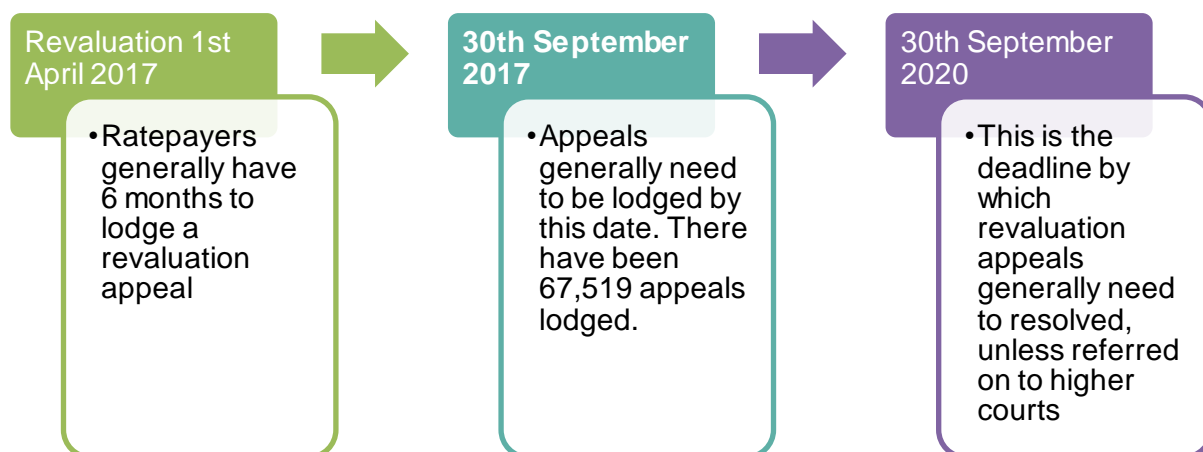 Revaluation 1st
April 2017
•Ratepayers
generally have
6 months to
lodge a
revaluation
appeal
30th September
2017
•Appeals
generally need
to be lodged by
this date. There
have been
67,519 appeals
lodged.
30th September
2020
•This is the
deadline by
which
revaluation
appeals
generally need
to resolved,
unless referred
on to higher
courts